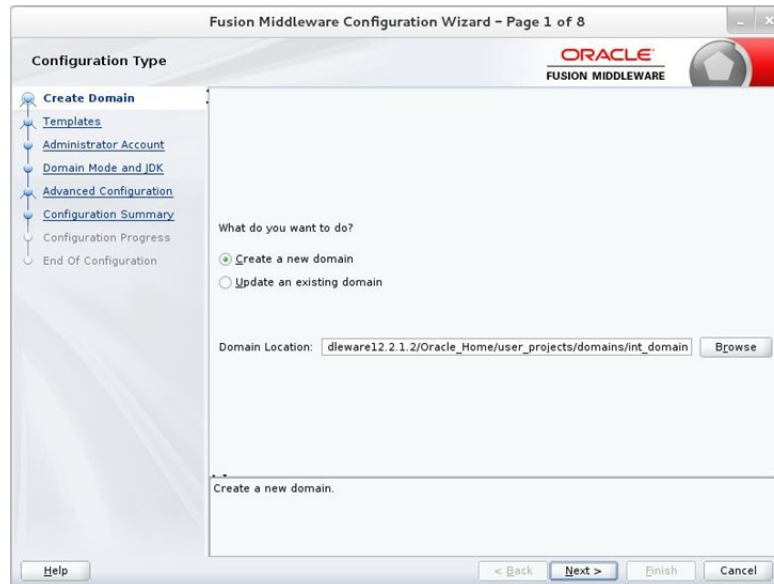 Fusion Middleware Configuration Wizard - Page 1 of 8
Configuration Type
ORACLE
FUSION MIDDLEWARE
Create Domain
Templates
Administrator Account
Domain Mode and JDK
Advanced Configuration
Configuration Summary
Configuration Progress
End Of Configuration
What do you want to do?
Create a new domain
Update an existing domain
Domain Location: dleware12.2.1.2/Oracle_Home/user_projects/domains/int_domain Browse
Create a new domain.
Help < Back Next > Finish Cancel